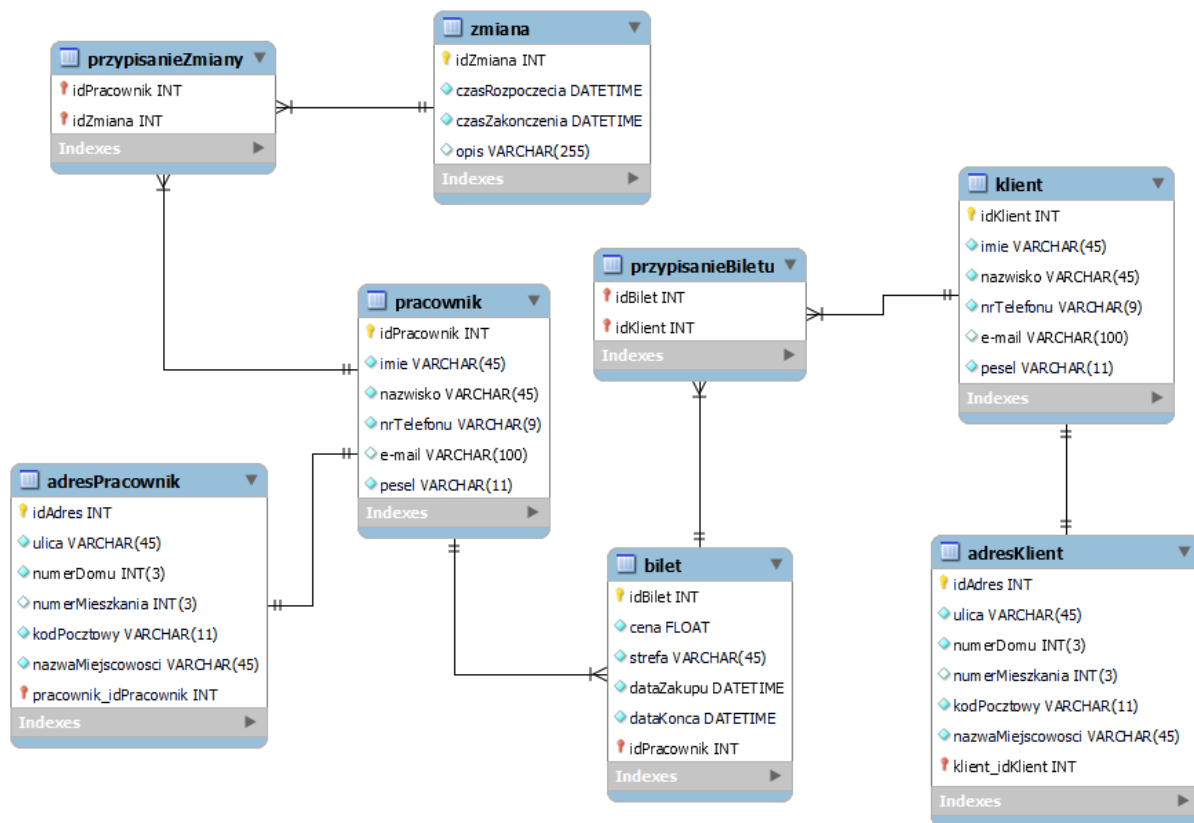 przypisanieZmiany
idPracownik INT
idZmiana INT
Indexes
zmiana
idZmiana INT
czasRozpoczecia DATETIME
czasZakonczenia DATETIME
opis VARCHAR(255)
Indexes
klient
idKlient INT
imie VARCHAR(45)
nazwisko VARCHAR(45)
nrTelefonu VARCHAR(9)
e-mail VARCHAR(100)
pesel VARCHAR(11)
Indexes
przypisanieBiletu
idBilet INT
idKlient INT
Indexes
pracownik
idPracownik INT
imie VARCHAR(45)
nazwisko VARCHAR(45)
nrTelefonu VARCHAR(9)
e-mail VARCHAR(100)
pesel VARCHAR(11)
Indexes
adresPracownik
idAdres INT
ulica VARCHAR(45)
numerDomu INT(3)
numerMieszkania INT(3)
kodPocztowy VARCHAR(11)
nazwaMiejscowosci VARCHAR(45)
pracownik_idPracownik INT
Indexes
bilet
idBilet INT
cena FLOAT
strefa VARCHAR(45)
dataZakupu DATETIME
dataKonca DATETIME
idPracownik INT
Indexes
adresKlient
idAdres INT
ulica VARCHAR(45)
numerDomu INT(3)
numerMieszkania INT(3)
kodPocztowy VARCHAR(11)
nazwaMiejscowosci VARCHAR(45)
klient_idKlient INT
Indexes